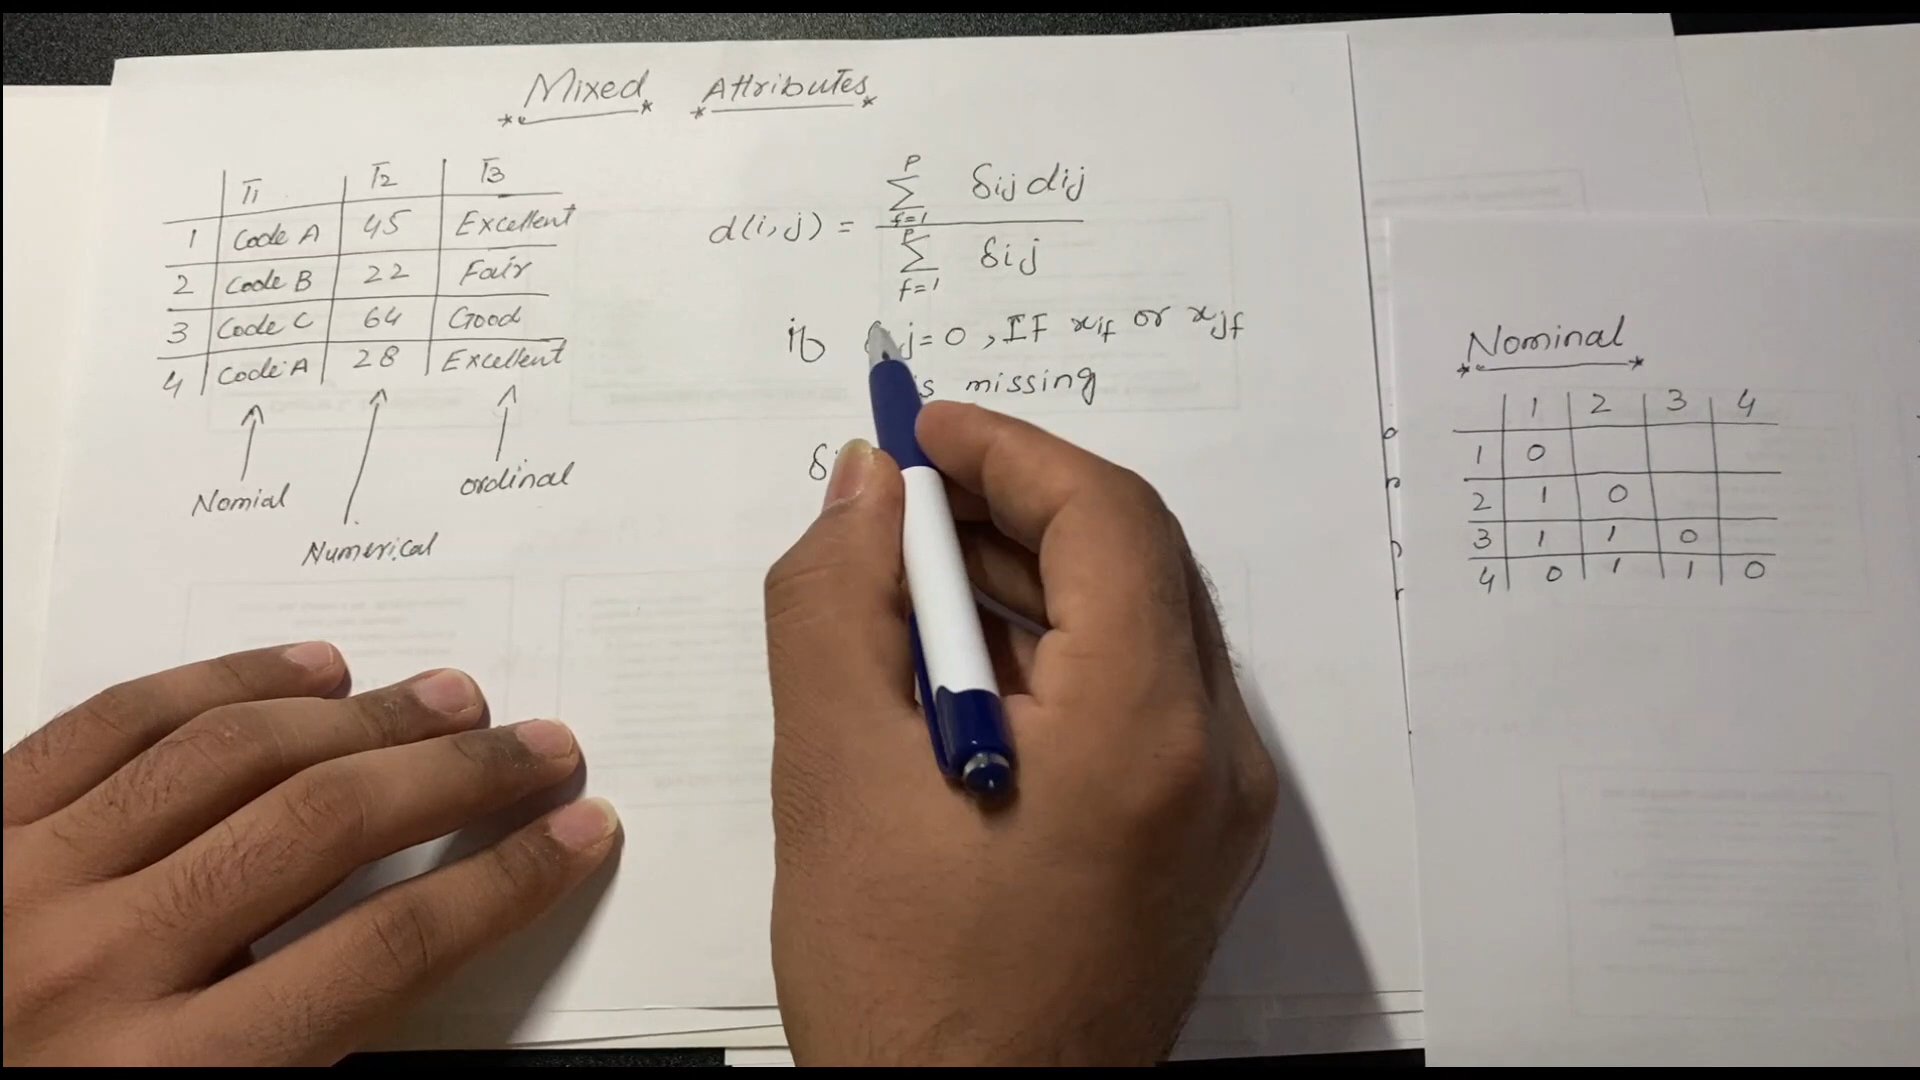 Mixed Attributes
T1 T2 T3
1 Code A 45 Excellent
2 Code B 22 Fair
3 Code C 64 Good
4 Code A 28 Excellent
Nomial
Numerical
ordinal
d(i,j) = p Σ f=1 δij dij
p Σ f=1 δij
if j=0, IF xif or xjf
is missing
δ
Nominal
1 2 3 4
1 0
2 1 0
3 1 1 0
4 0 1 1 0